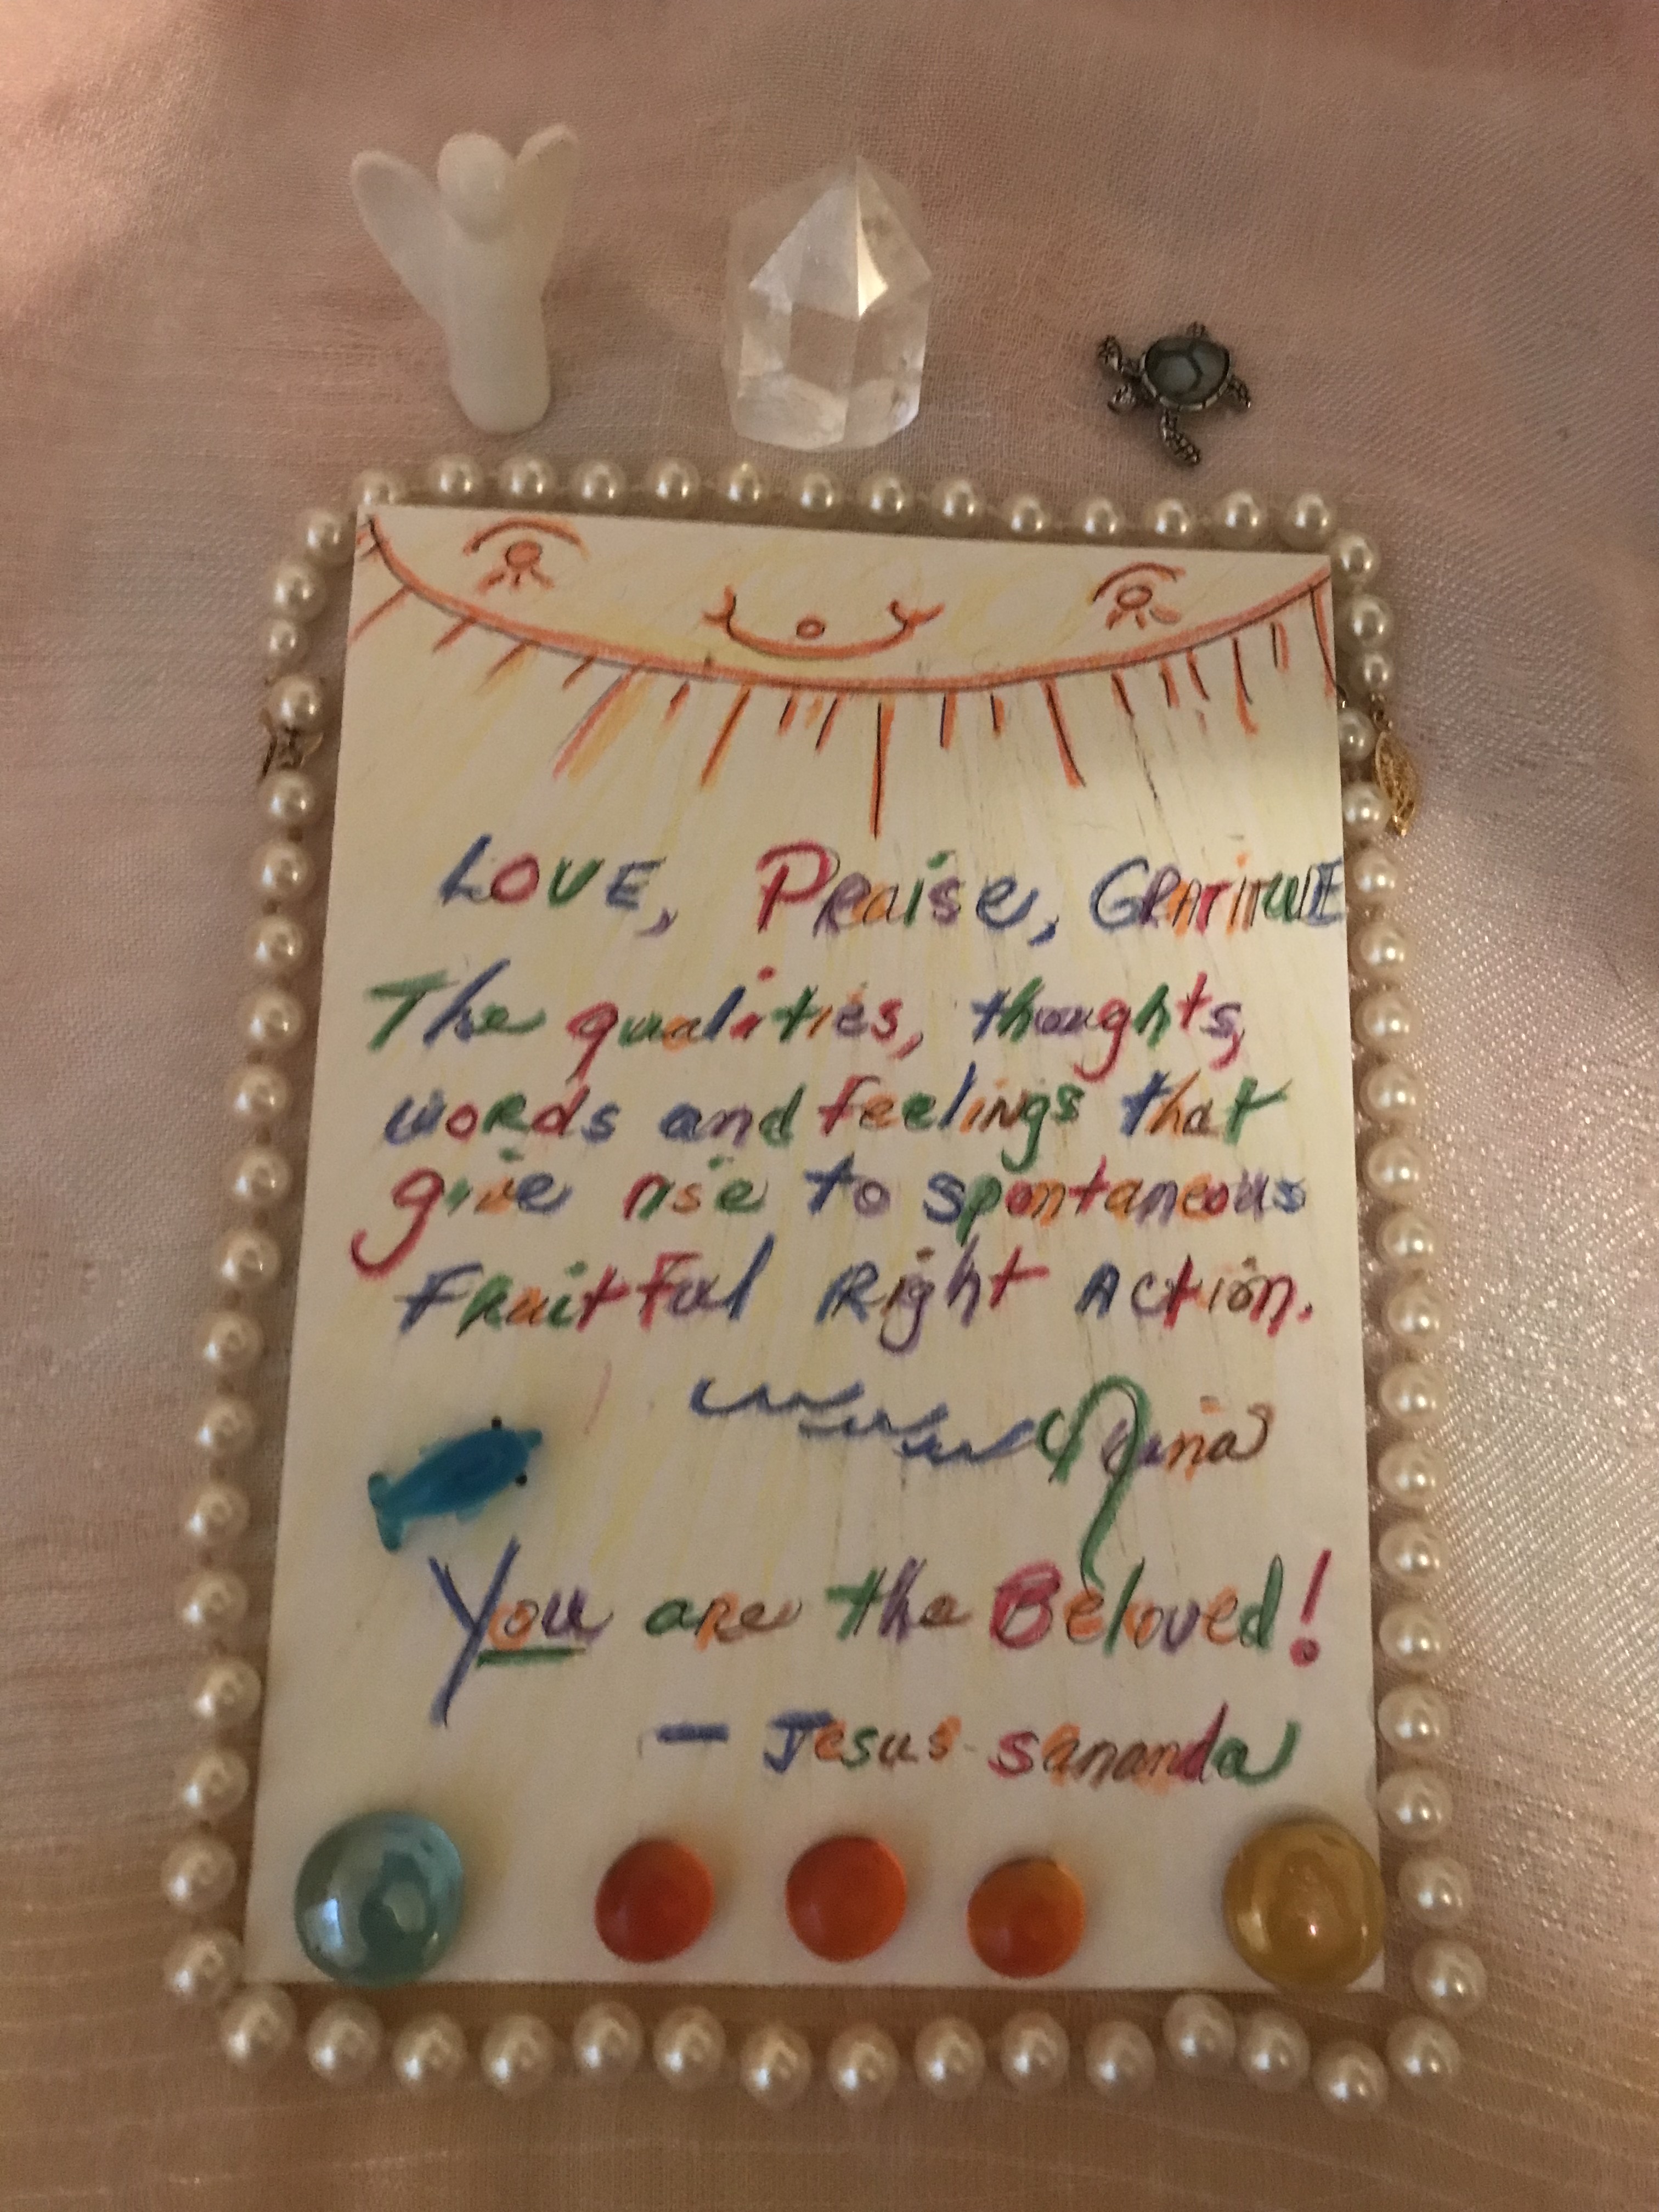 LOVE, Praise, GRATITUDE
The qualities, thoughts,
words and feelings that
give rise to spontaneous
FRuitFul Right Action.
You are the Beloved!
— Jesus Sananda